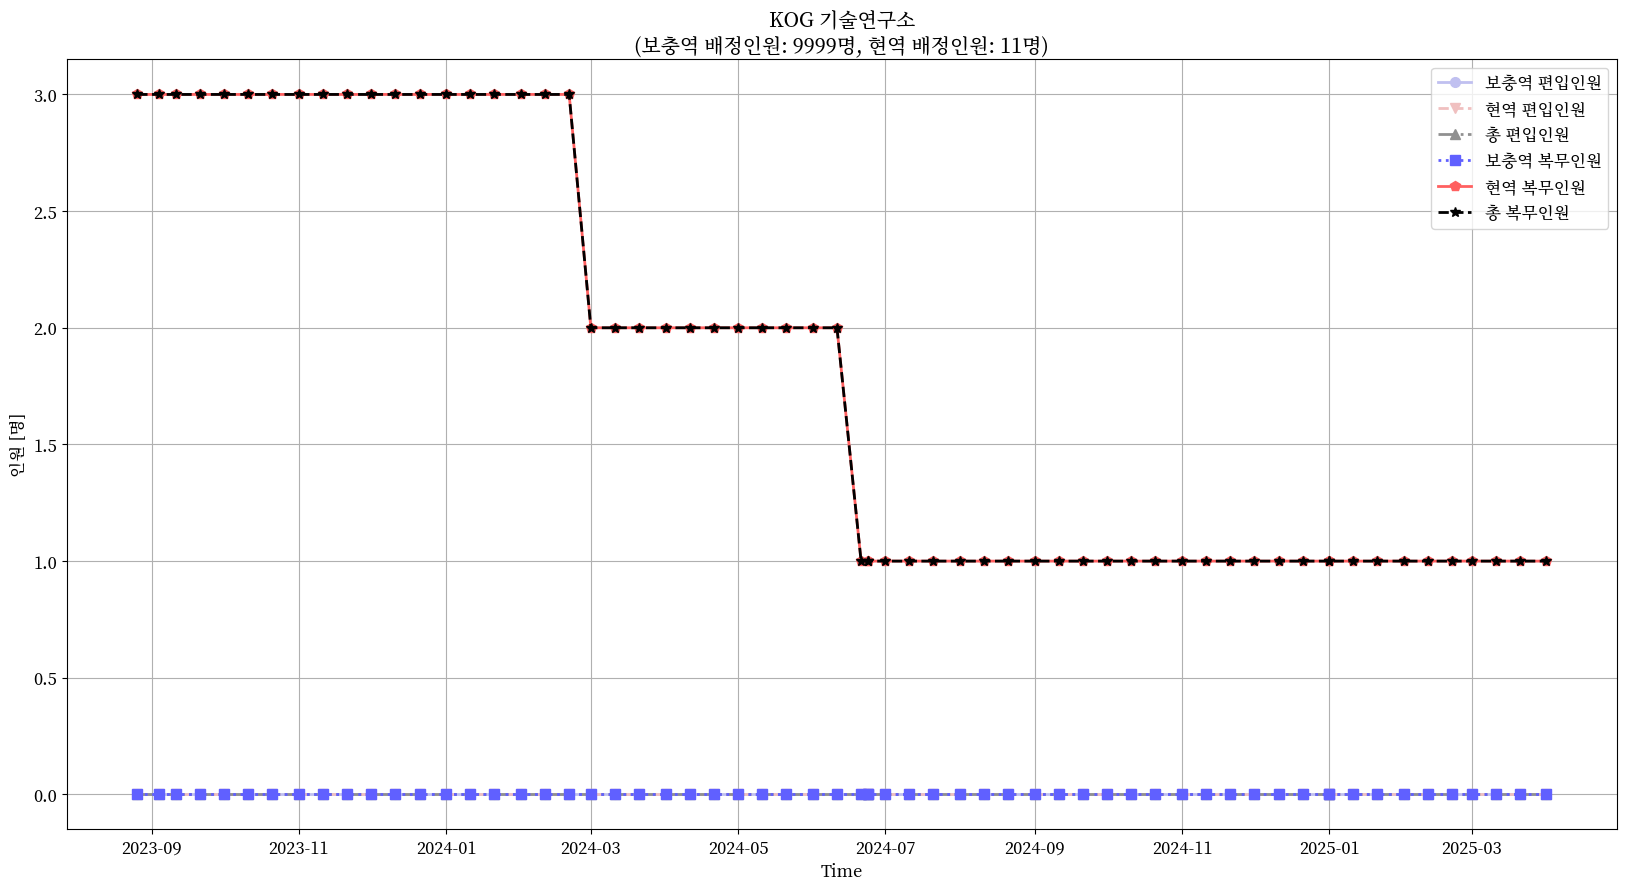 KOG 기술연구소
(보충역 배정인원: 9999명, 현역 배정인원: 11명)
보충역 편입인원
현역 편입인원
총 편입인원
보충역 복무인원
현역 복무인원
총 복무인원
인원 [명]
3.0
2.5
2.0
1.5
1.0
0.5
0.0
2023-09
2023-11
2024-01
2024-03
2024-05
2024-07
2024-09
2024-11
2025-01
2025-03
Time